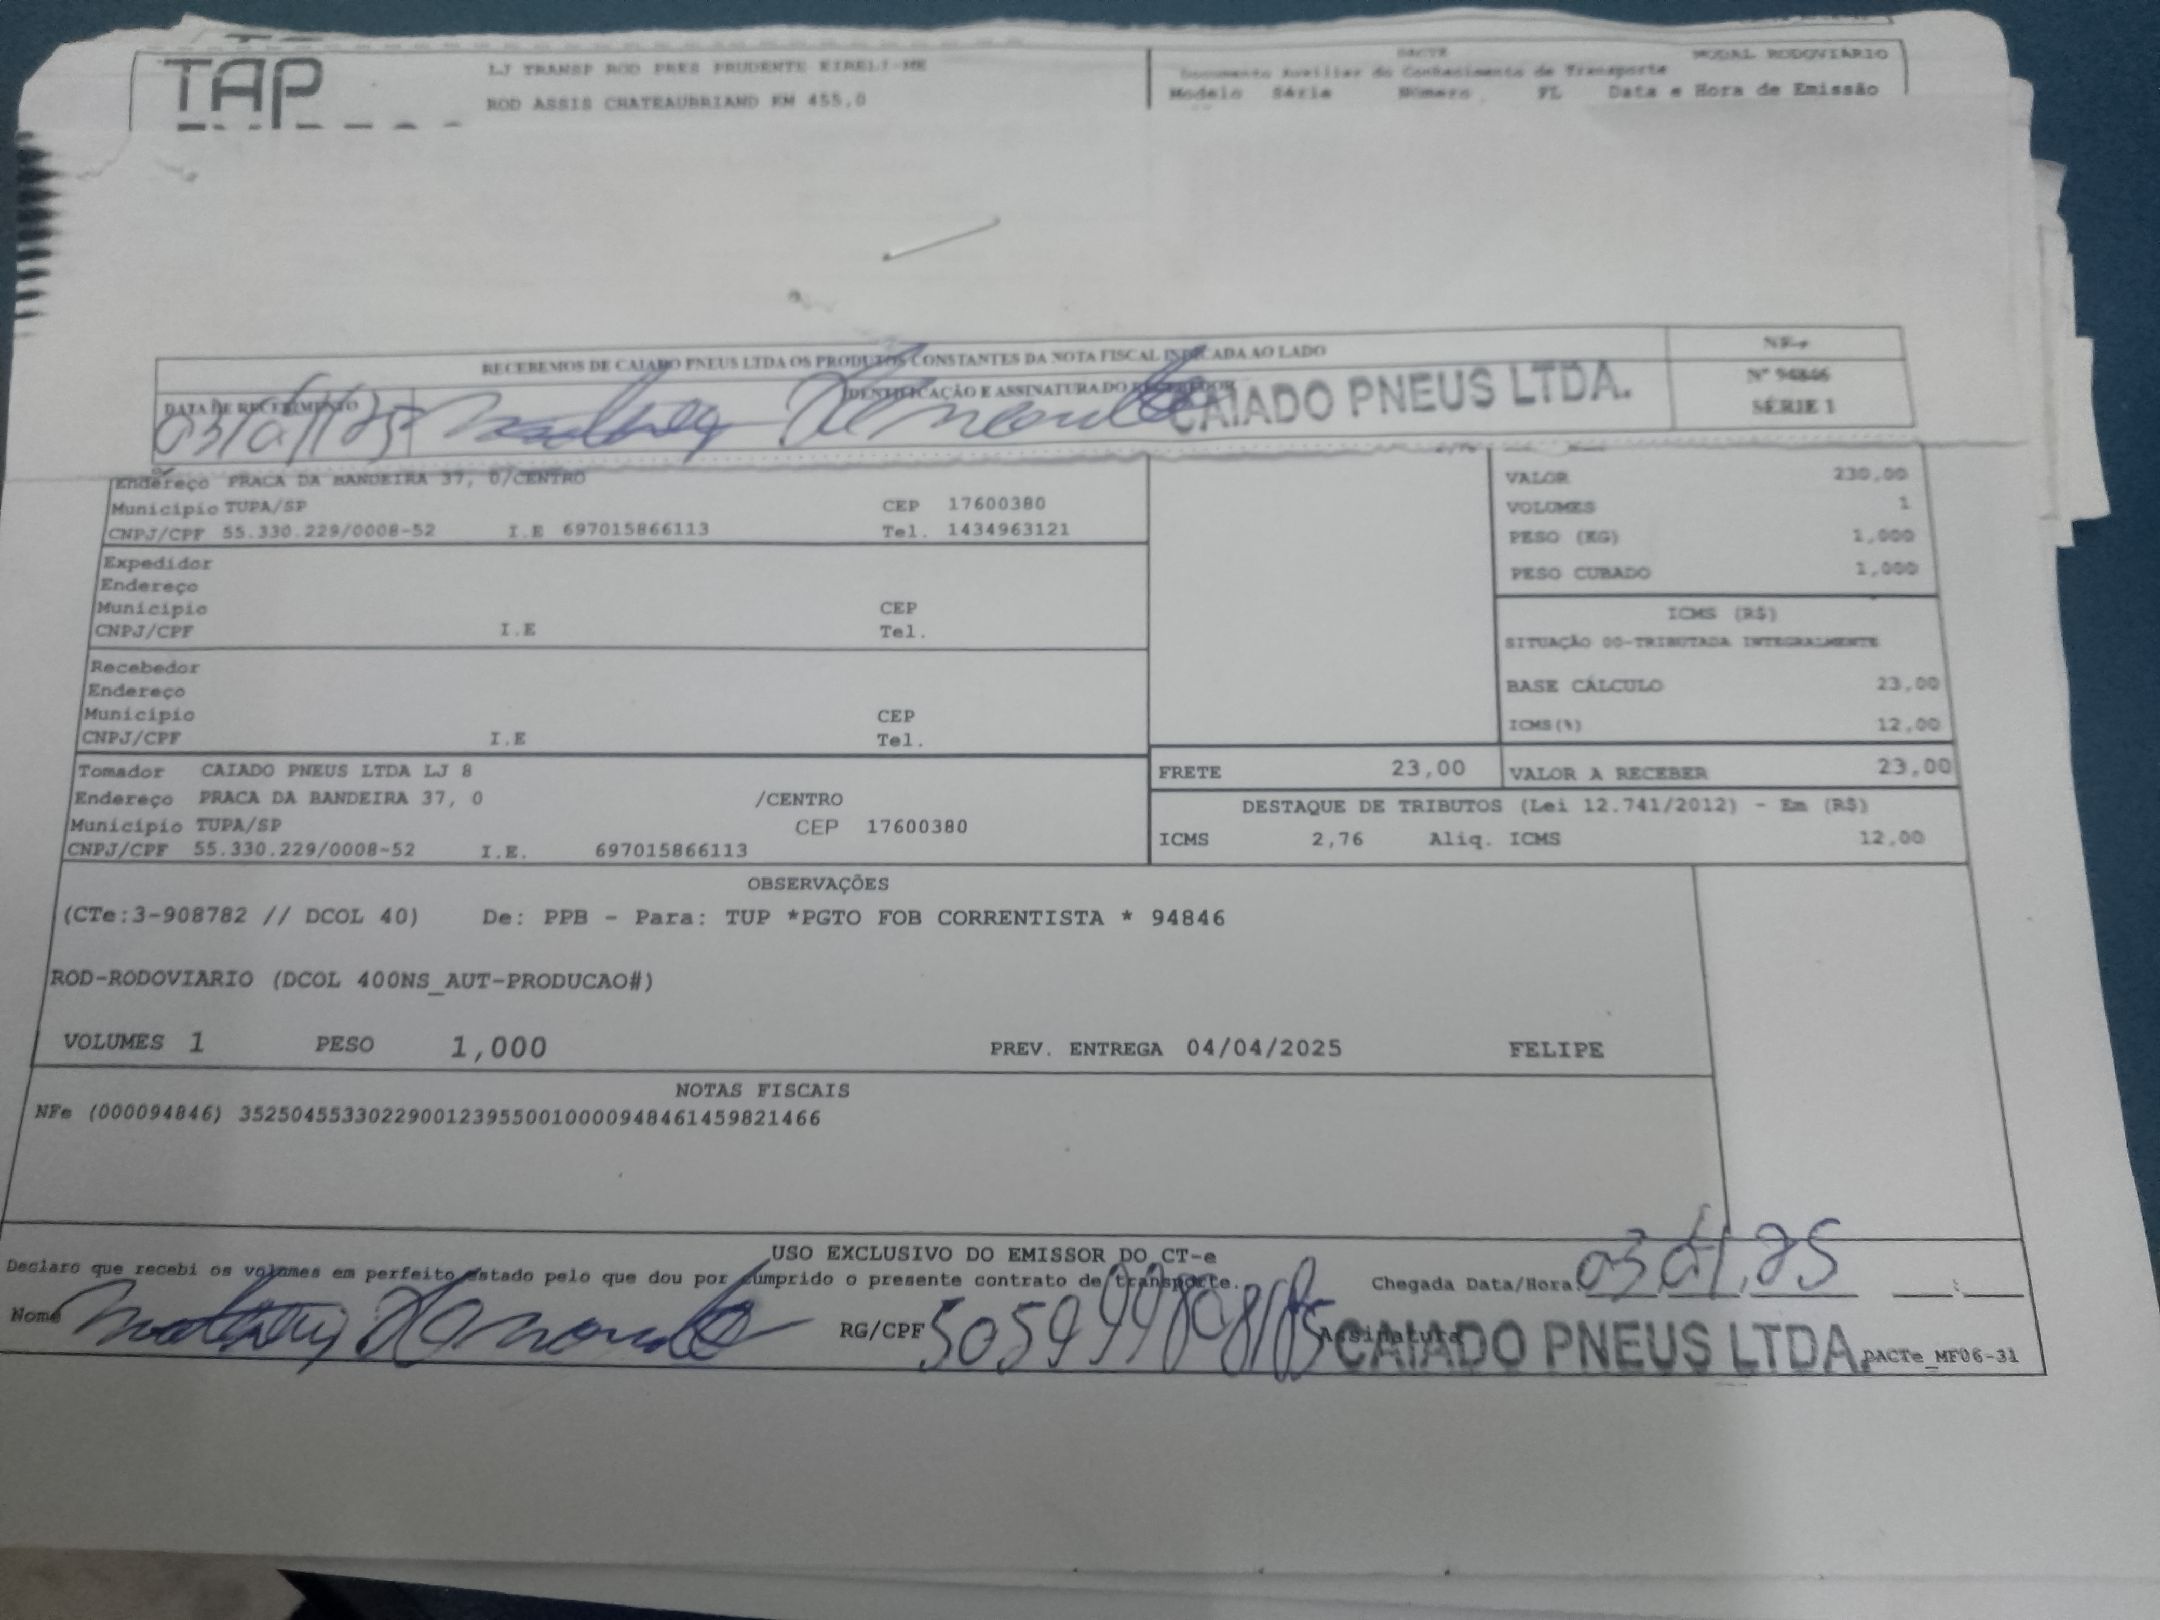 TAP
LJ TRANSP ROD PRES PRUDENTE EIRELI-ME
ROD ASSIS CHATEAUBRIAND KM 455,0
DACTE
MODAL RODOVIÁRIO
Documento Auxiliar do Conhecimento de Transporte
Modelo Série Número FL Data e Hora de Emissão
RECEBEMOS DE CAIADO PNEUS LTDA OS PRODUTOS CONSTANTES DA NOTA FISCAL INDICADA AO LADO
NF-e
Nº 94846
SÉRIE 1
DATA DE RECEBIMENTO
IDENTIFICAÇÃO E ASSINATURA DO RECEBEDOR
CAIADO PNEUS LTDA.
Endereço PRACA DA BANDEIRA 37, 0/CENTRO
Município TUPA/SP CEP 17600380
CNPJ/CPF 55.330.229/0008-52 I.E 697015866113 Tel. 1434963121
VALOR 230,00
VOLUMES 1
PESO (KG) 1,000
PESO CUBADO 1,000
Expedidor
Endereço
Município CEP
CNPJ/CPF I.E Tel.
ICMS (R$)
SITUAÇÃO 00-TRIBUTADA INTEGRALMENTE
BASE CÁLCULO 23,00
ICMS(%) 12,00
Recebedor
Endereço
Município CEP
CNPJ/CPF I.E Tel.
Tomador CAIADO PNEUS LTDA LJ 8
Endereço PRACA DA BANDEIRA 37, 0 /CENTRO
Município TUPA/SP CEP 17600380
CNPJ/CPF 55.330.229/0008-52 I.E. 697015866113
FRETE 23,00 VALOR A RECEBER 23,00
DESTAQUE DE TRIBUTOS (Lei 12.741/2012) - Em (R$)
ICMS 2,76 Aliq. ICMS 12,00
OBSERVAÇÕES
(CTe:3-908782 // DCOL 40) De: PPB - Para: TUP *PGTO FOB CORRENTISTA * 94846
ROD-RODOVIARIO (DCOL 400NS_AUT-PRODUCAO#)
VOLUMES 1 PESO 1,000 PREV. ENTREGA 04/04/2025 FELIPE
NOTAS FISCAIS
NFe (000094846) 35250455330229001239550010000948461459821466
USO EXCLUSIVO DO EMISSOR DO CT-e
Declaro que recebi os volumes em perfeito estado pelo que dou por cumprido o presente contrato de transporte.
Chegada Data/Hora
Nome RG/CPF Assinatura
CAIADO PNEUS LTDA.
DACTe_MF06-31